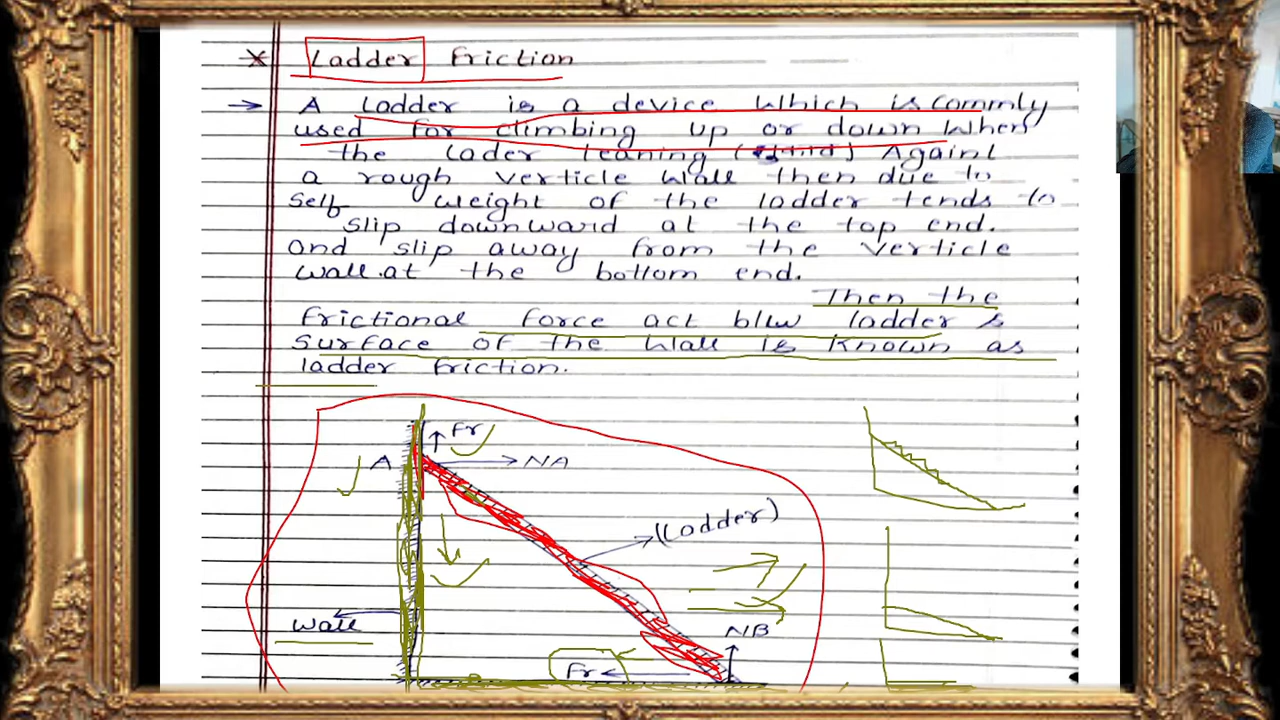 * Ladder friction
→ A Ladder is a device which is commly
used for climbing up or down when
the lader leaning ( ) Againt
a rough verticle wall then due to
self weight of the ladder tends to
slip downward at the top end.
and slip away from the verticle
wall.at the bottom end.
Then the
frictional force act b/w ladder &
surface of the wall is known as
ladder friction.
Fr
A NA
(Ladder)
Wall
NB
Fr